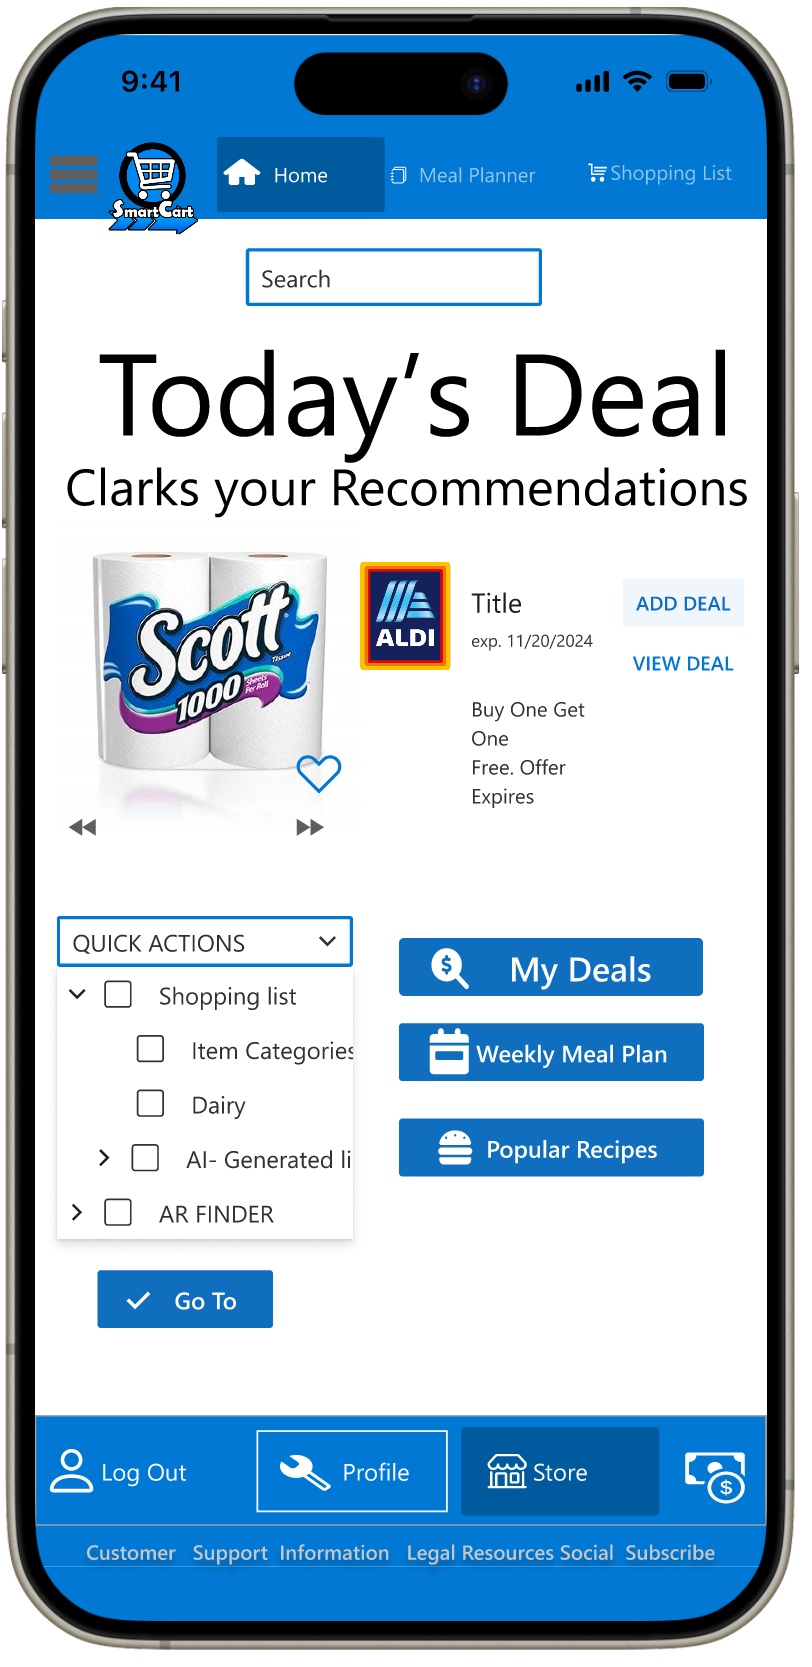 9:41
Home
Meal Planner
Shopping List
SmartCart
Search
Today's Deal
Clarks your Recommendations
Scott
Tissue
1000
Sheets
Per Roll
ALDI
Title
exp. 11/20/2024
ADD DEAL
VIEW DEAL
Buy One Get
One
Free. Offer
Expires
QUICK ACTIONS
Shopping list
Item Categories
Dairy
AI- Generated li
AR FINDER
Go To
My Deals
Weekly Meal Plan
Popular Recipes
Log Out
Profile
Store
Customer Support Information Legal Resources Social Subscribe